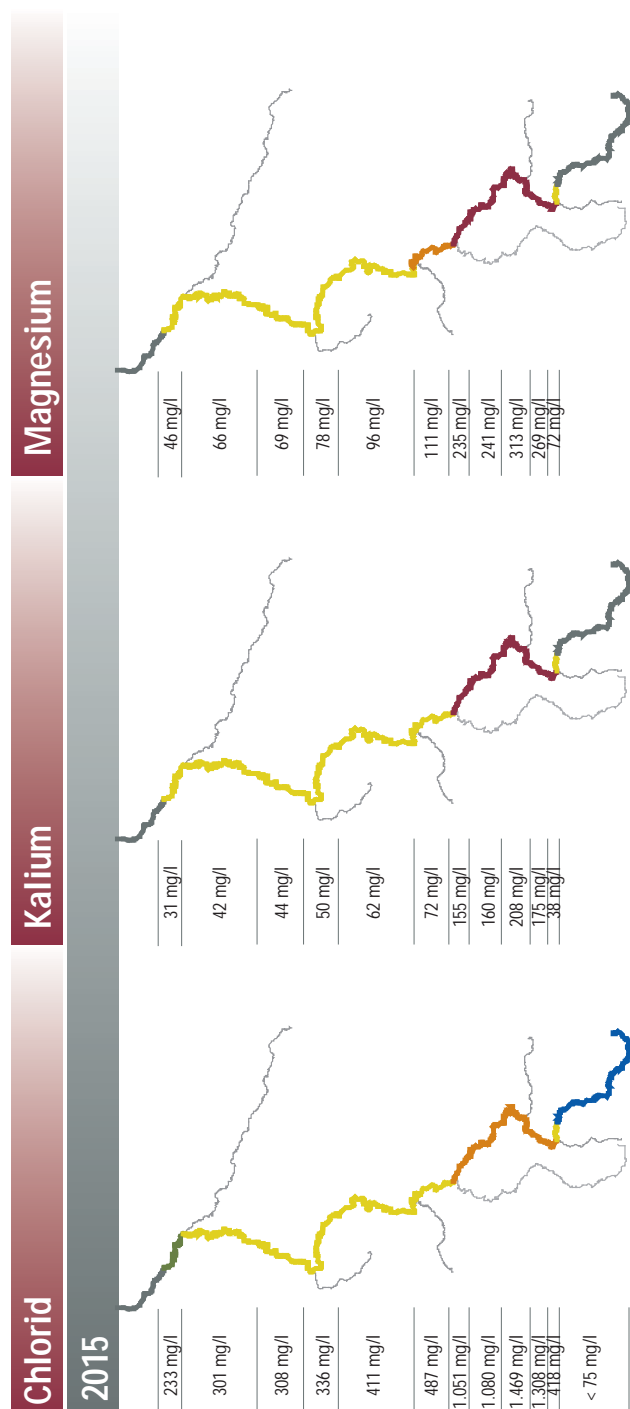 Magnesium
46 mg/l
66 mg/l
69 mg/l
78 mg/l
96 mg/l
111 mg/l
235 mg/l
241 mg/l
313 mg/l
269 mg/l
72 mg/l
Kalium
31 mg/l
42 mg/l
44 mg/l
50 mg/l
62 mg/l
72 mg/l
155 mg/l
160 mg/l
208 mg/l
175 mg/l
38 mg/l
Chlorid
2015
233 mg/l
301 mg/l
308 mg/l
336 mg/l
411 mg/l
487 mg/l
1.051 mg/l
1.080 mg/l
1.469 mg/l
1.308 mg/l
418 mg/l
< 75 mg/l